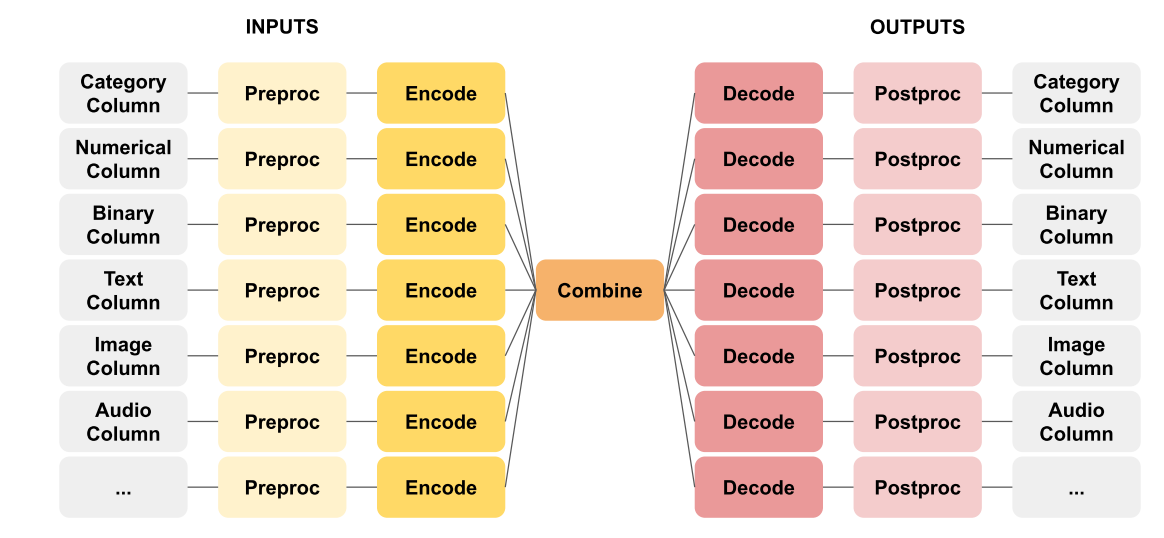 INPUTS
OUTPUTS
Category
Column
Preproc
Encode
Decode
Postproc
Category
Column
Numerical
Column
Preproc
Encode
Decode
Postproc
Numerical
Column
Binary
Column
Preproc
Encode
Decode
Postproc
Binary
Column
Text
Column
Preproc
Encode
Combine
Decode
Postproc
Text
Column
Image
Column
Preproc
Encode
Decode
Postproc
Image
Column
Audio
Column
Preproc
Encode
Decode
Postproc
Audio
Column
...
Preproc
Encode
Decode
Postproc
...